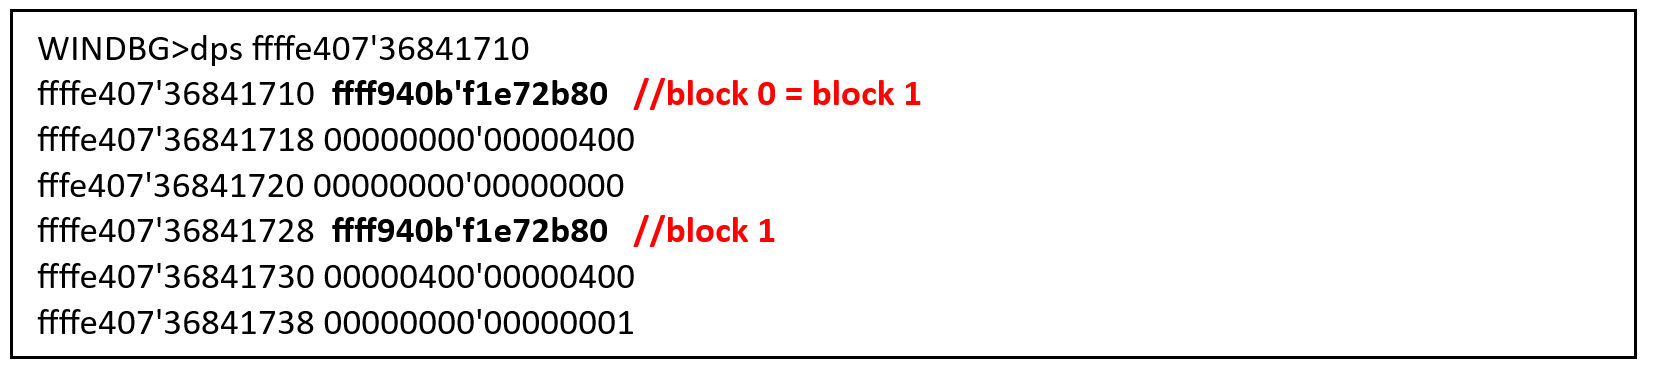 WINDBG>dps ffffe407'36841710
ffffe407'36841710 ffff940b'f1e72b80 //block 0 = block 1
ffffe407'36841718 00000000'00000400
fffe407'36841720 00000000'00000000
ffffe407'36841728 ffff940b'f1e72b80 //block 1
ffffe407'36841730 00000400'00000400
ffffe407'36841738 00000000'00000001